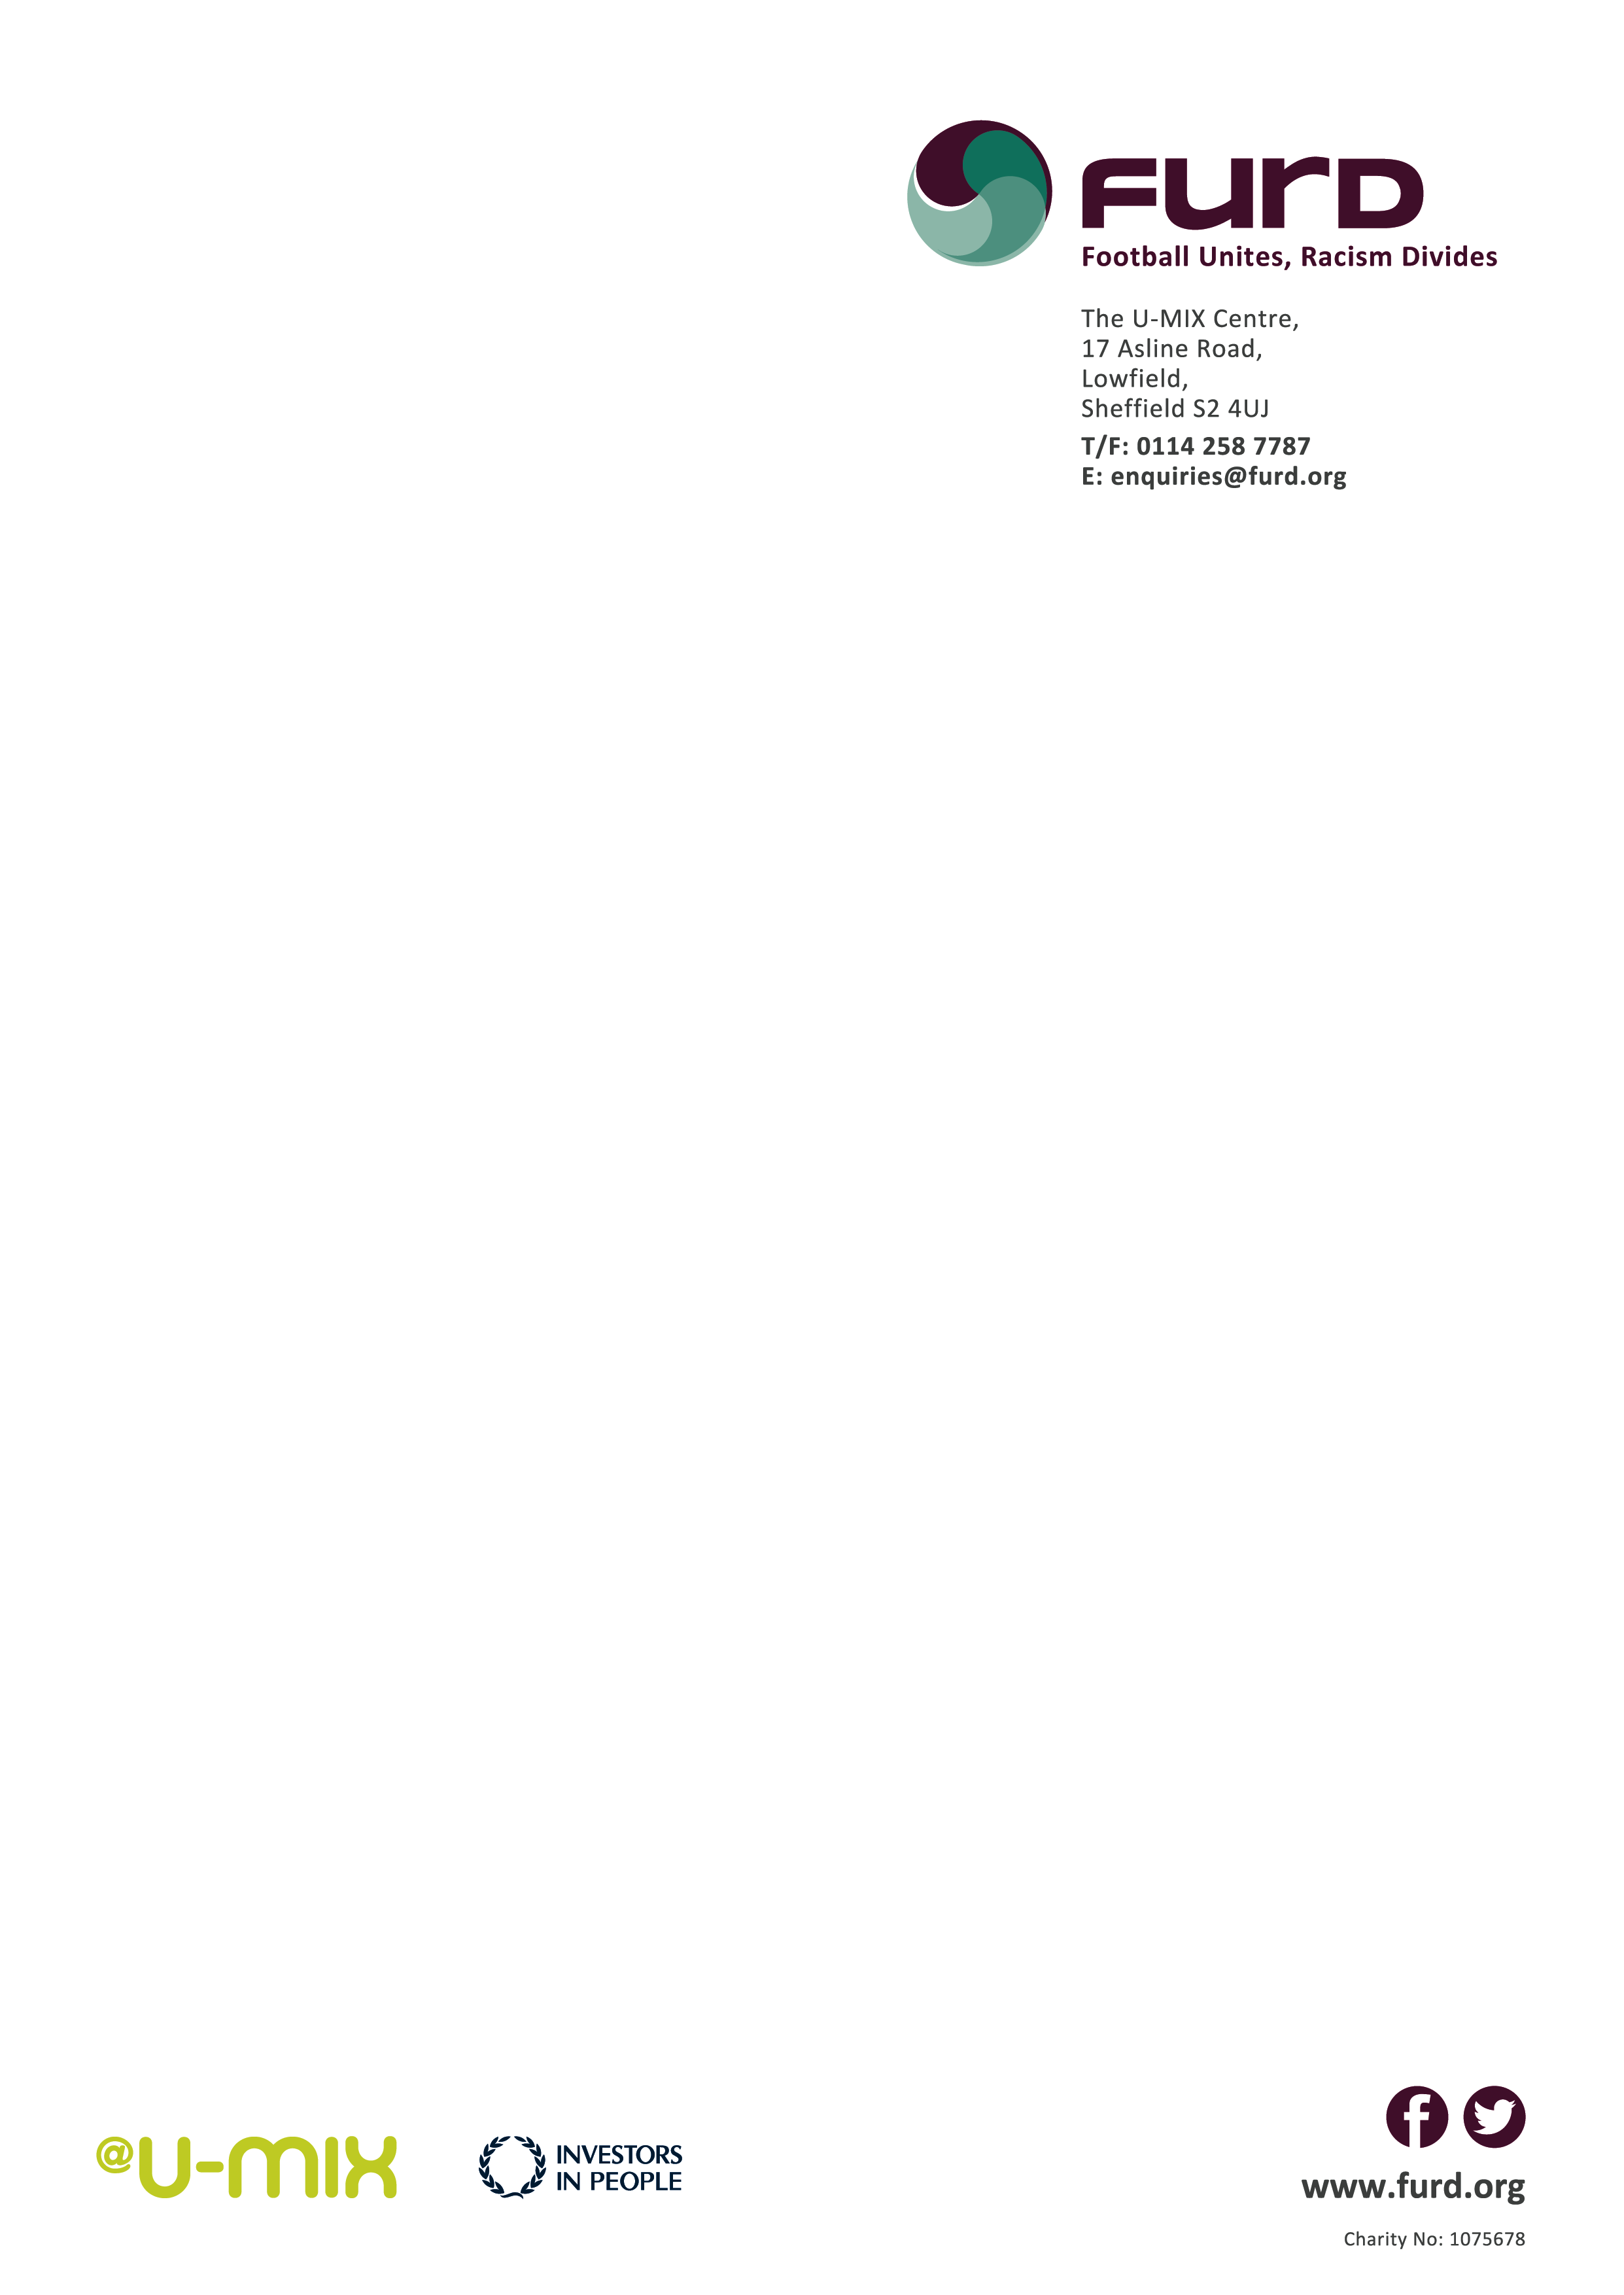 FURD
Football Unites, Racism Divides
The U-MIX Centre,
17 Asline Road,
Lowfield,
Sheffield S2 4UJ
T/F: 0114 258 7787
E: enquiries@furd.org
@U-MIX
INVESTORS
IN PEOPLE
www.furd.org
Charity No: 1075678